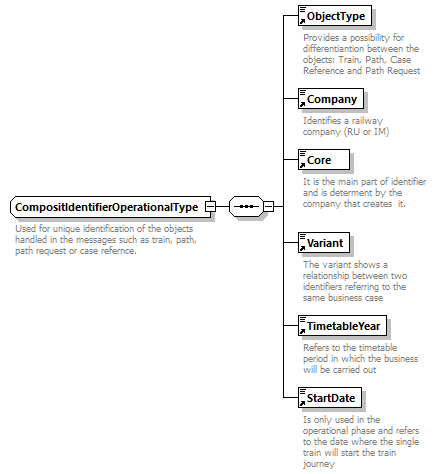 ObjectType
Provides a possibility for
differentiantion between the
objects: Train, Path, Case
Reference and Path Request
Company
Identifies a railway
company (RU or IM)
Core
It is the main part of identifier
and is determent by the
company that creates  it.
CompositIdentifierOperationalType
Used for unique identification of the objects
handled in the messages such as train, path,
path request or case refernce.
Variant
The variant shows a
relationship between two
identifiers referring to the
same business case
TimetableYear
Refers to the timetable
period in which the business
will be carried out
StartDate
Is only used in the
operational phase and refers
to the date where the single
train will start the train
journey